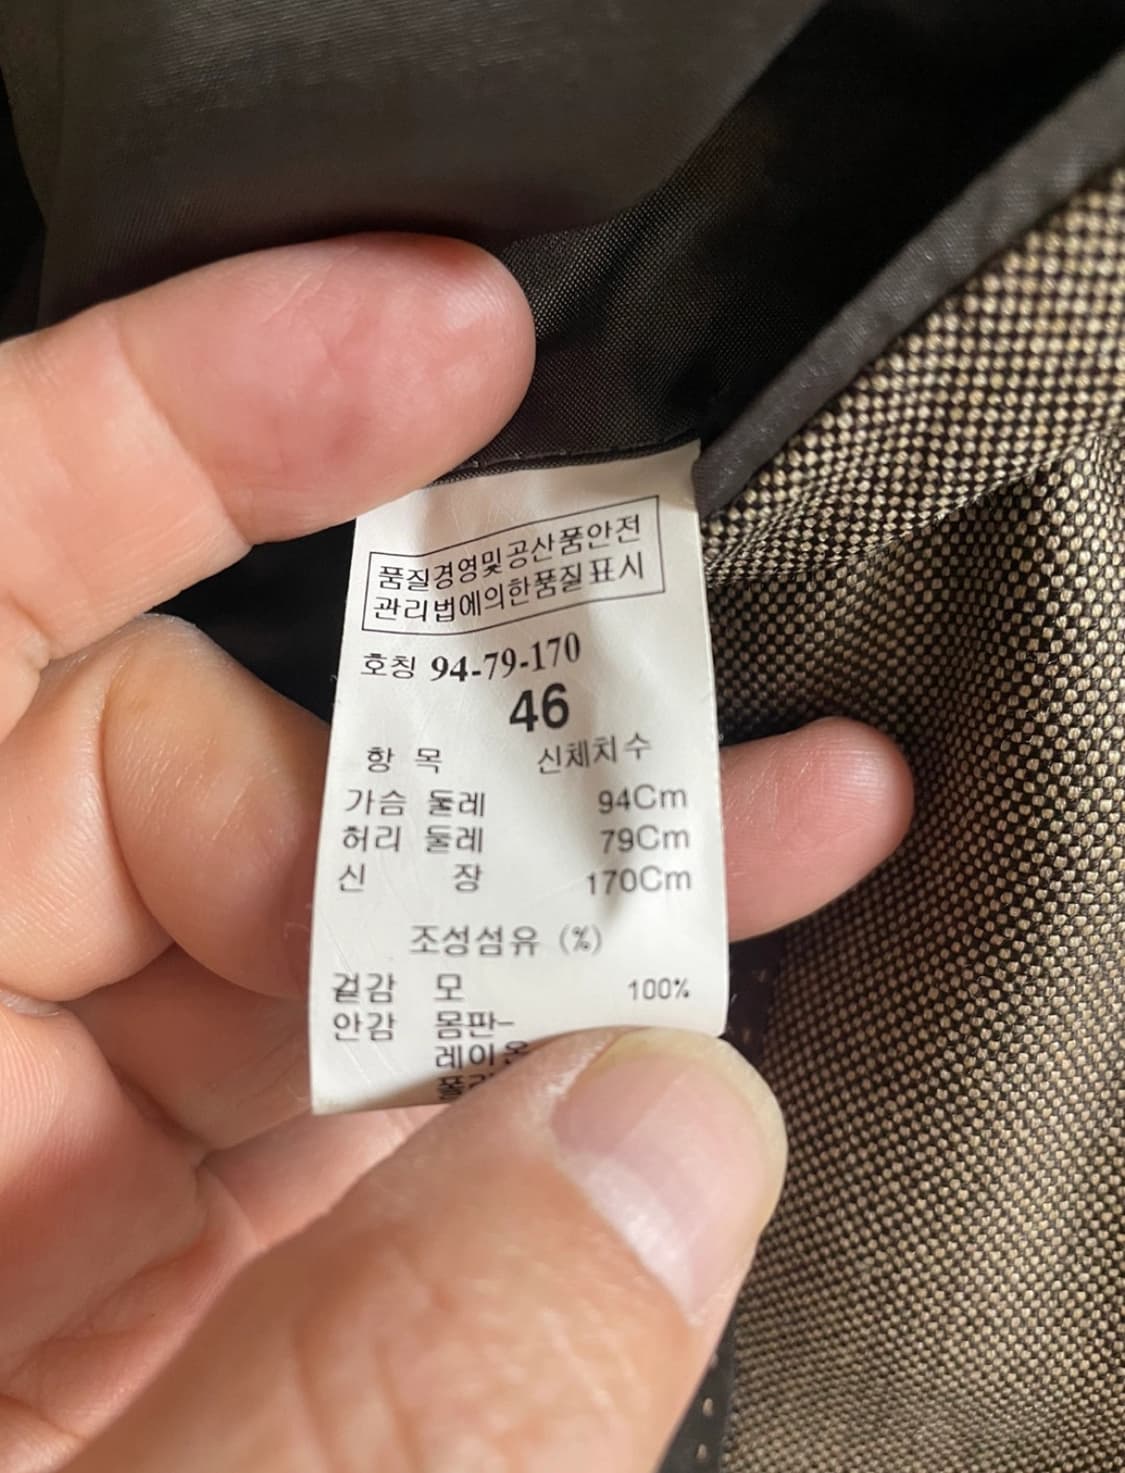 품질경영및공산품안전
관리법에의한품질표시
호칭 94-79-170
46
항 목 신체치수
가슴 둘레 94Cm
허리 둘레 79Cm
신 장 170Cm
조성섬유 (%)
겉감 모 100%
안감 몸판-